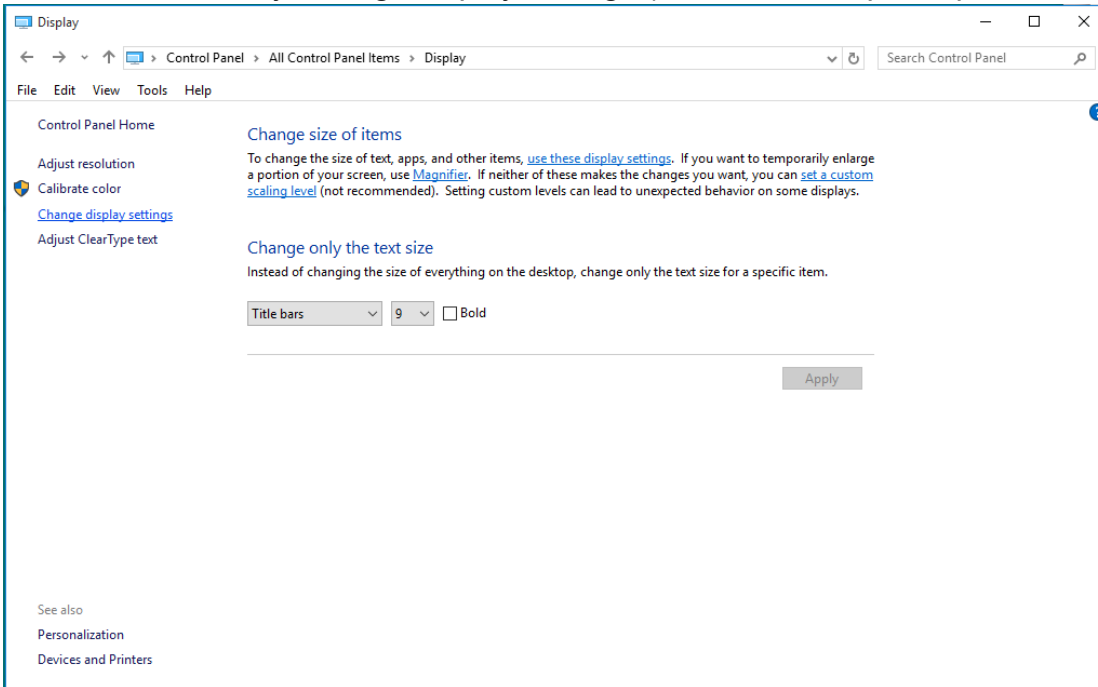 Display
Control Panel > All Control Panel Items > Display
Search Control Panel
File Edit View Tools Help
Control Panel Home
Adjust resolution
Calibrate color
Change display settings
Adjust ClearType text
Change size of items
To change the size of text, apps, and other items, use these display settings. If you want to temporarily enlarge
a portion of your screen, use Magnifier. If neither of these makes the changes you want, you can set a custom
scaling level (not recommended). Setting custom levels can lead to unexpected behavior on some displays.
Change only the text size
Instead of changing the size of everything on the desktop, change only the text size for a specific item.
Title bars 9 Bold
Apply
See also
Personalization
Devices and Printers